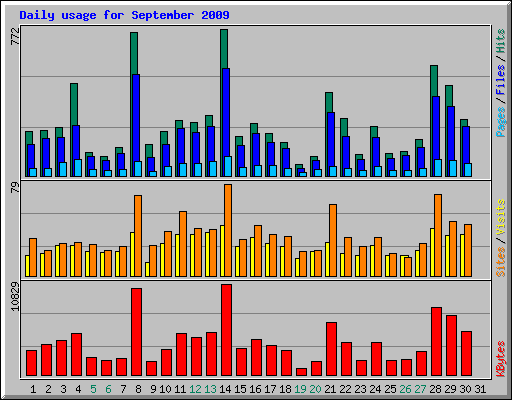 Daily usage for September 2009
772
Pages / Files / Hits
79
Sites / Visits
10829
KBytes
1 2 3 4 5 6 7 8 9 10 11 12 13 14 15 16 17 18 19 20 21 22 23 24 25 26 27 28 29 30 31